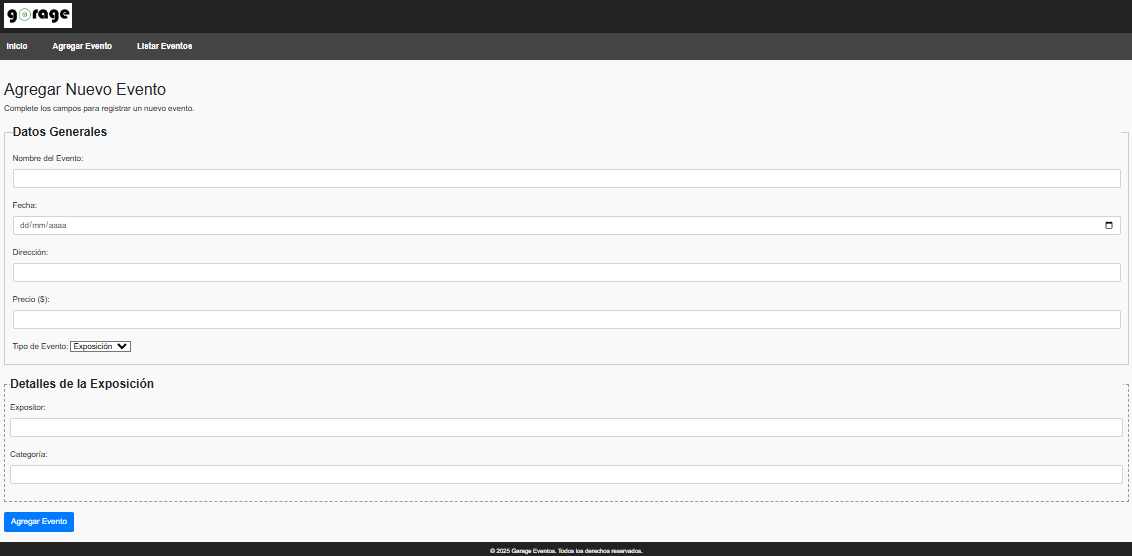 gorage
Inicio Agregar Evento Listar Eventos
Agregar Nuevo Evento
Complete los campos para registrar un nuevo evento.
Datos Generales
Nombre del Evento:
Fecha:
dd/mm/aaaa
Dirección:
Precio ($):
Tipo de Evento: Exposición
Detalles de la Exposición
Expositor:
Categoría:
Agregar Evento
© 2025 Garage Eventos. Todos los derechos reservados.